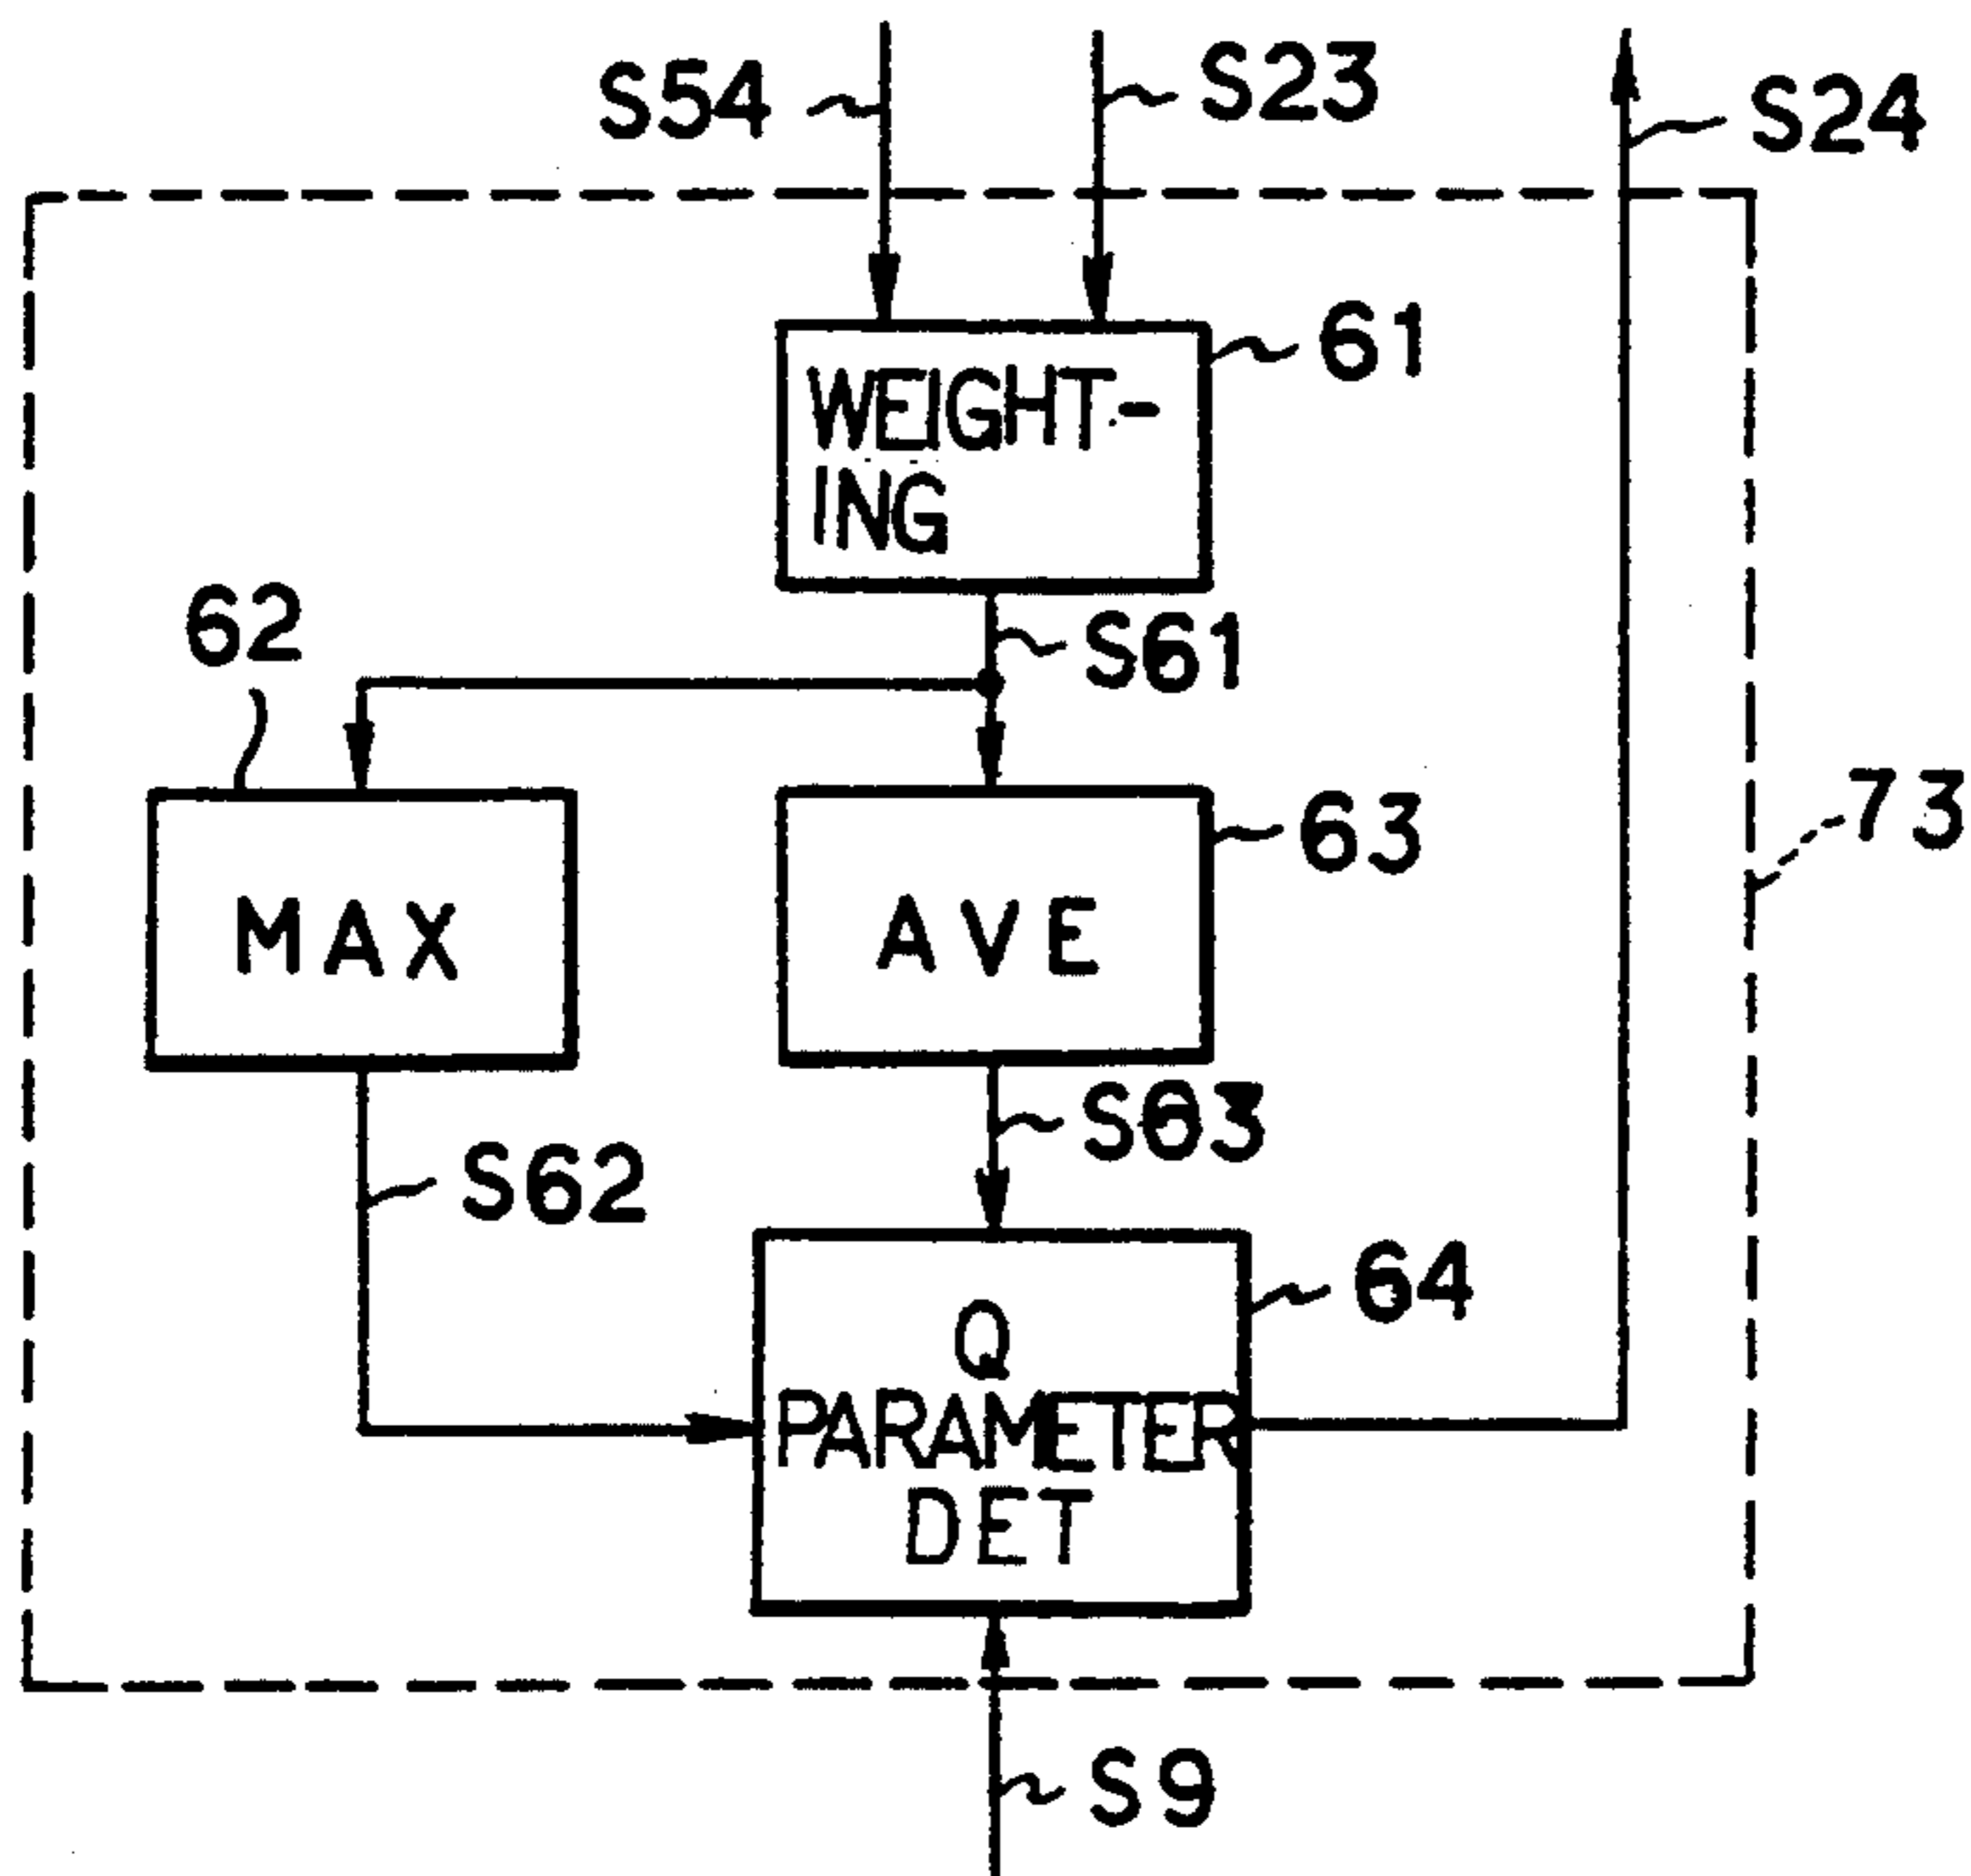 S54
S23
S24
61
WEIGHT-
ING
62
S61
73
63
MAX
AVE
S63
S62
64
Q
PARAMETER
DET
S9